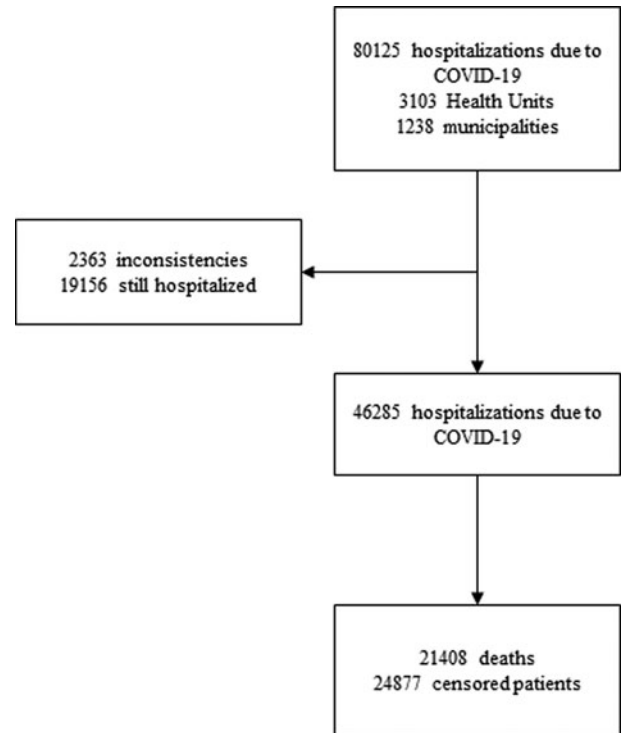 80125 hospitalizations due to
COVID-19
3103 Health Units
1238 municipalities
2363 inconsistencies
19156 still hospitalized
46285 hospitalizations due to
COVID-19
21408 deaths
24877 censored patients